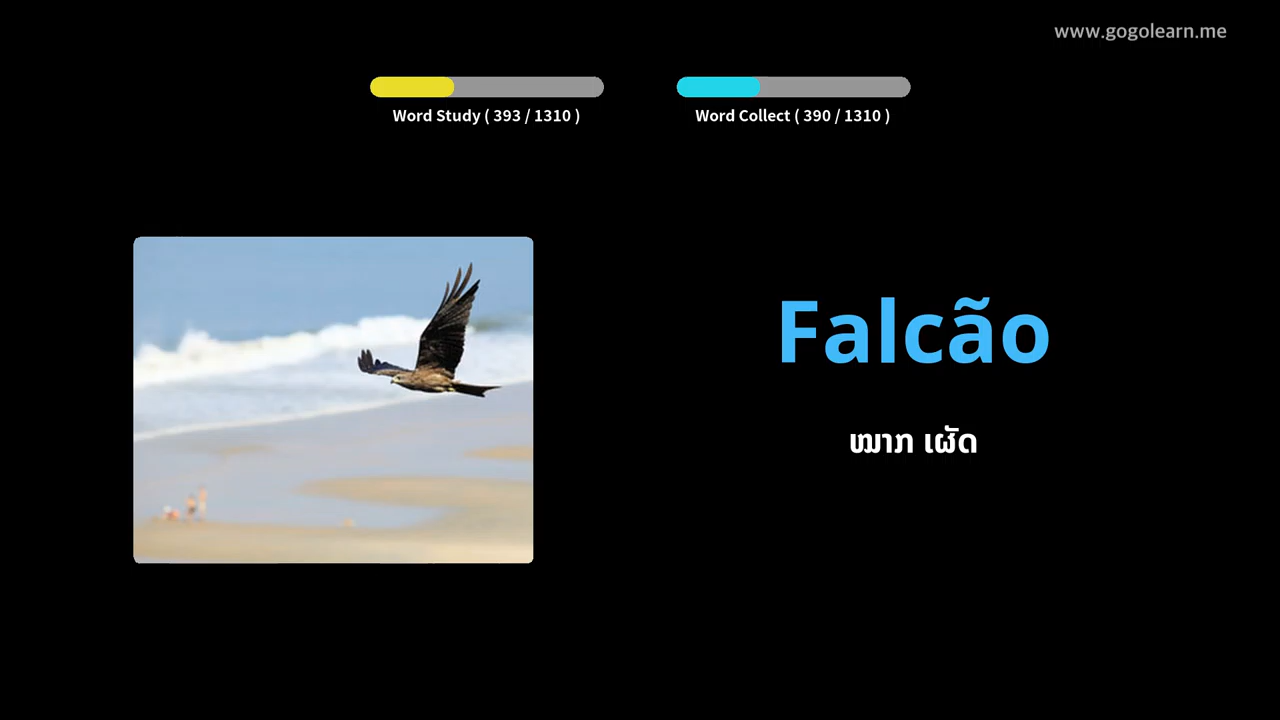 www.gogolearn.me
Word Study ( 393 / 1310 )
Word Collect ( 390 / 1310 )
Falcão
ໝາກ ເຜັດ